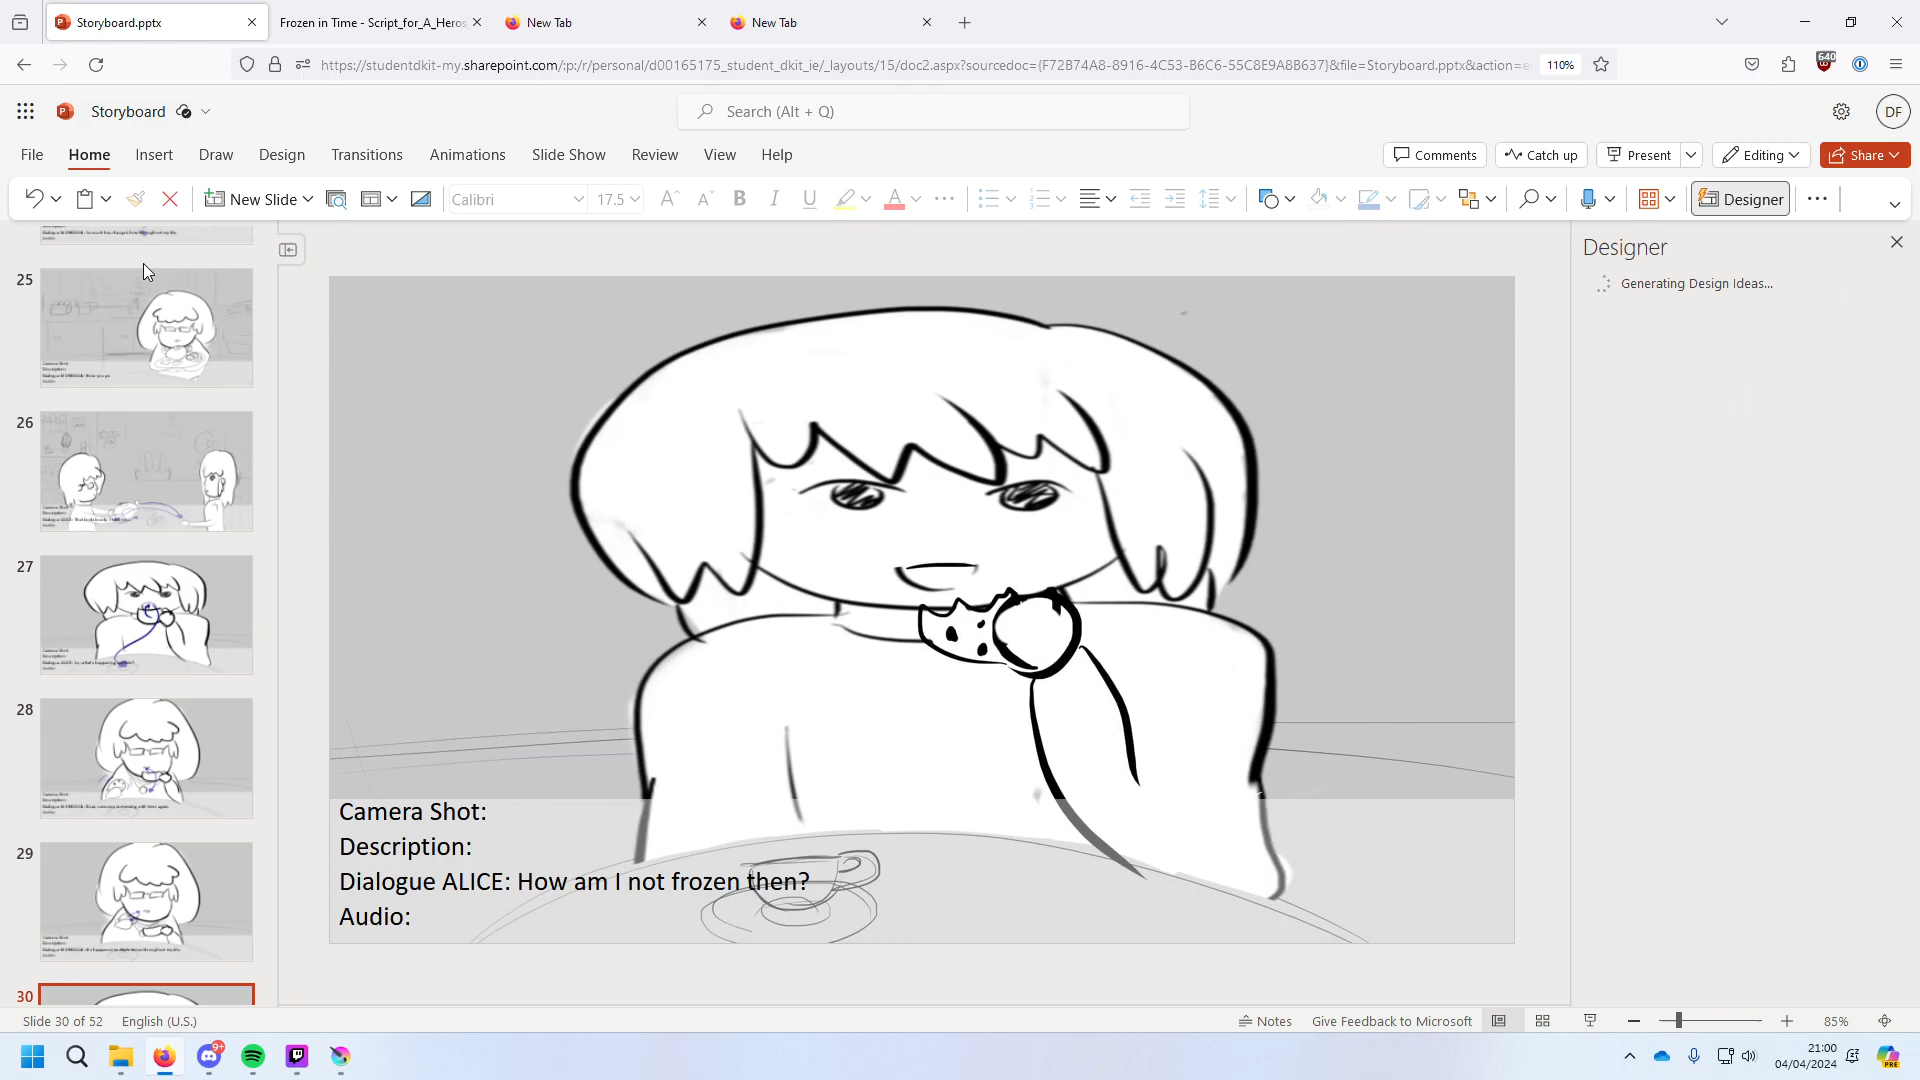 Storyboard.pptx
Frozen in Time - Script_for_A_Heros
New Tab
New Tab
https://studentdkit-my.sharepoint.com/:p:/r/personal/d00165175_student_dkit_ie/_layouts/15/doc2.aspx?sourcedoc={F72B74A8-8916-4C53-B6C6-55C8E9A8B637}&file=Storyboard.pptx&action=e
110%
640
Storyboard
Search (Alt + Q)
DF
File
Home
Insert
Draw
Design
Transitions
Animations
Slide Show
Review
View
Help
Comments
Catch up
Present
Editing
Share
New Slide
Calibri
17.5
Designer
25
26
27
28
29
30
Camera Shot:
Description:
Dialogue ALICE: How am I not frozen then?
Audio:
Designer
Generating Design Ideas...
Slide 30 of 52
English (U.S.)
Notes
Give Feedback to Microsoft
85%
9+
21:00
04/04/2024
PRE